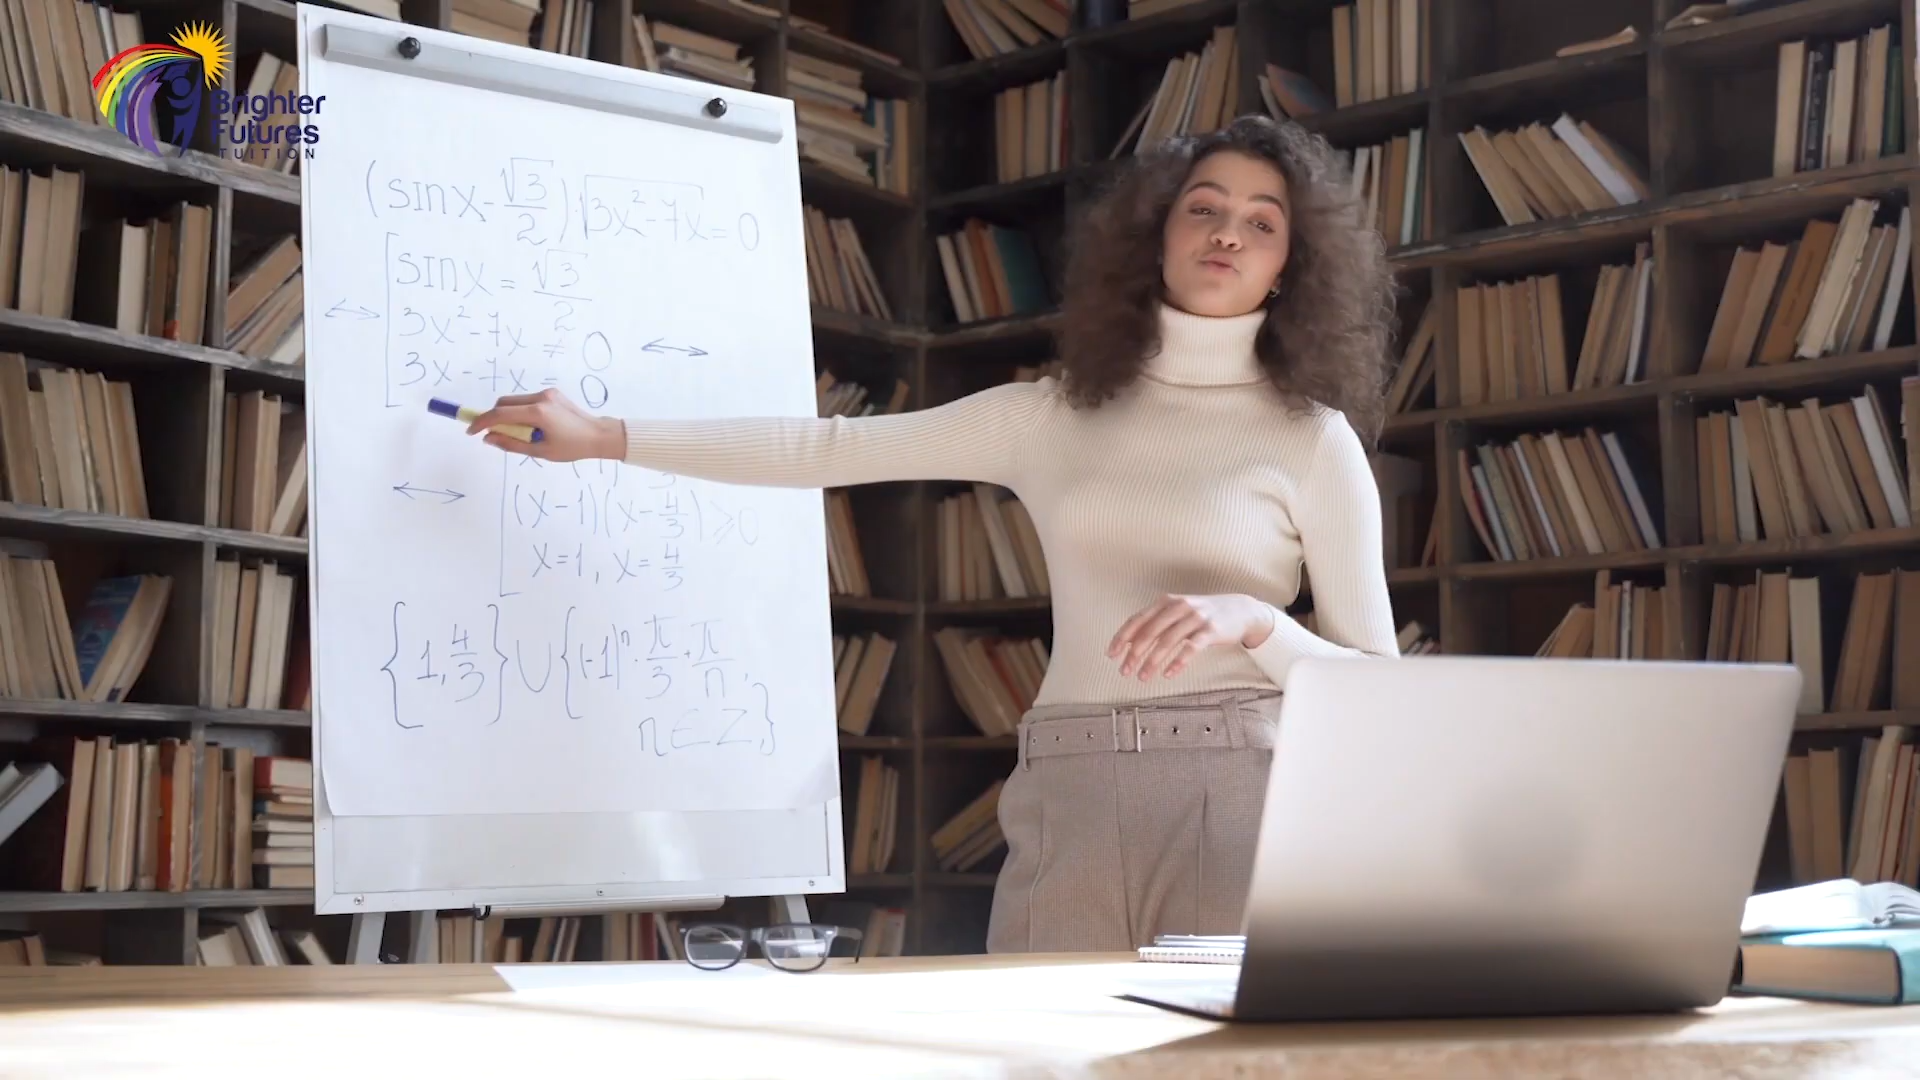 Brighter
Futures
TUITION
(sinx-√3/2)·√3x²-7x=0
sinx=√3/2
3x²-7x≠0
↔ ↔
3x-7x=0
↔
(x-1)(x-4/3)≥0
x=1, x=4/3
{1,4/3}∪{(-1)ⁿ·π/3+π/n,
n∈Z,}